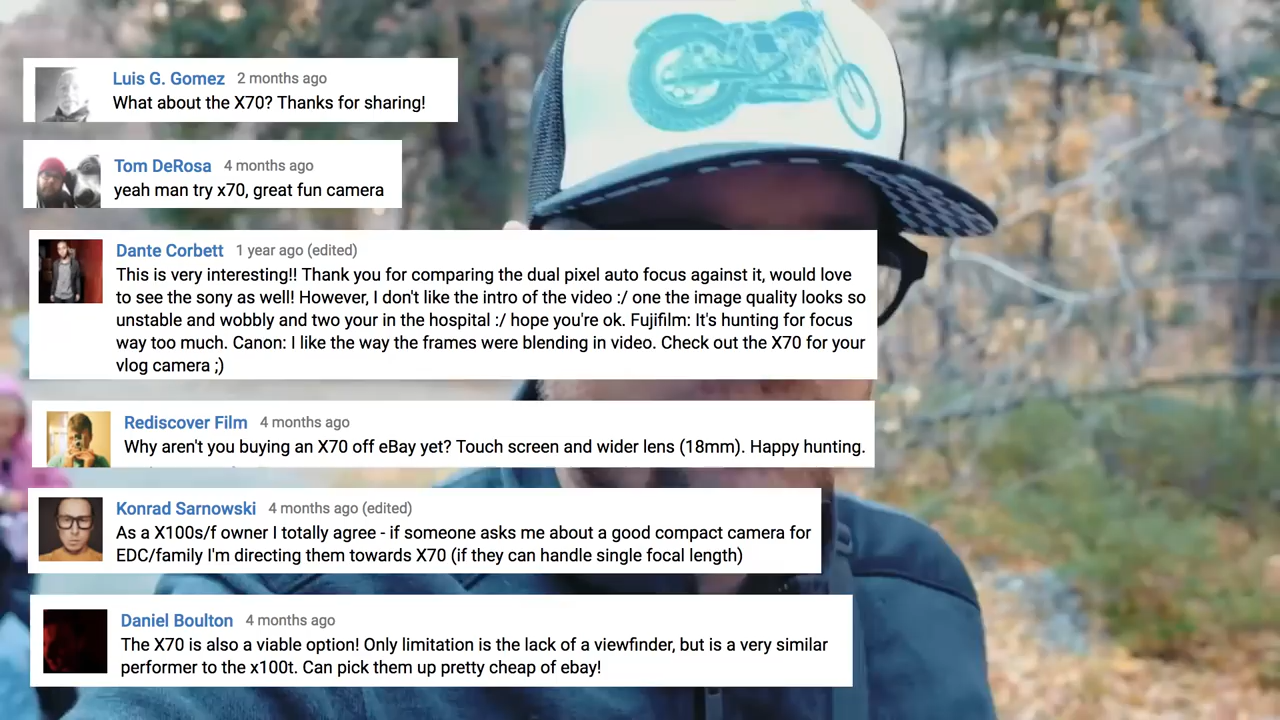 Luis G. Gomez 2 months ago
What about the X70? Thanks for sharing!
Tom DeRosa 4 months ago
yeah man try x70, great fun camera
Dante Corbett 1 year ago (edited)
This is very interesting!! Thank you for comparing the dual pixel auto focus against it, would love
to see the sony as well! However, I don't like the intro of the video :/ one the image quality looks so
unstable and wobbly and two your in the hospital :/ hope you're ok. Fujifilm: It's hunting for focus
way too much. Canon: I like the way the frames were blending in video. Check out the X70 for your
vlog camera ;)
Rediscover Film 4 months ago
Why aren't you buying an X70 off eBay yet? Touch screen and wider lens (18mm). Happy hunting.
Konrad Sarnowski 4 months ago (edited)
As a X100s/f owner I totally agree - if someone asks me about a good compact camera for
EDC/family I'm directing them towards X70 (if they can handle single focal length)
Daniel Boulton 4 months ago
The X70 is also a viable option! Only limitation is the lack of a viewfinder, but is a very similar
performer to the x100t. Can pick them up pretty cheap of ebay!